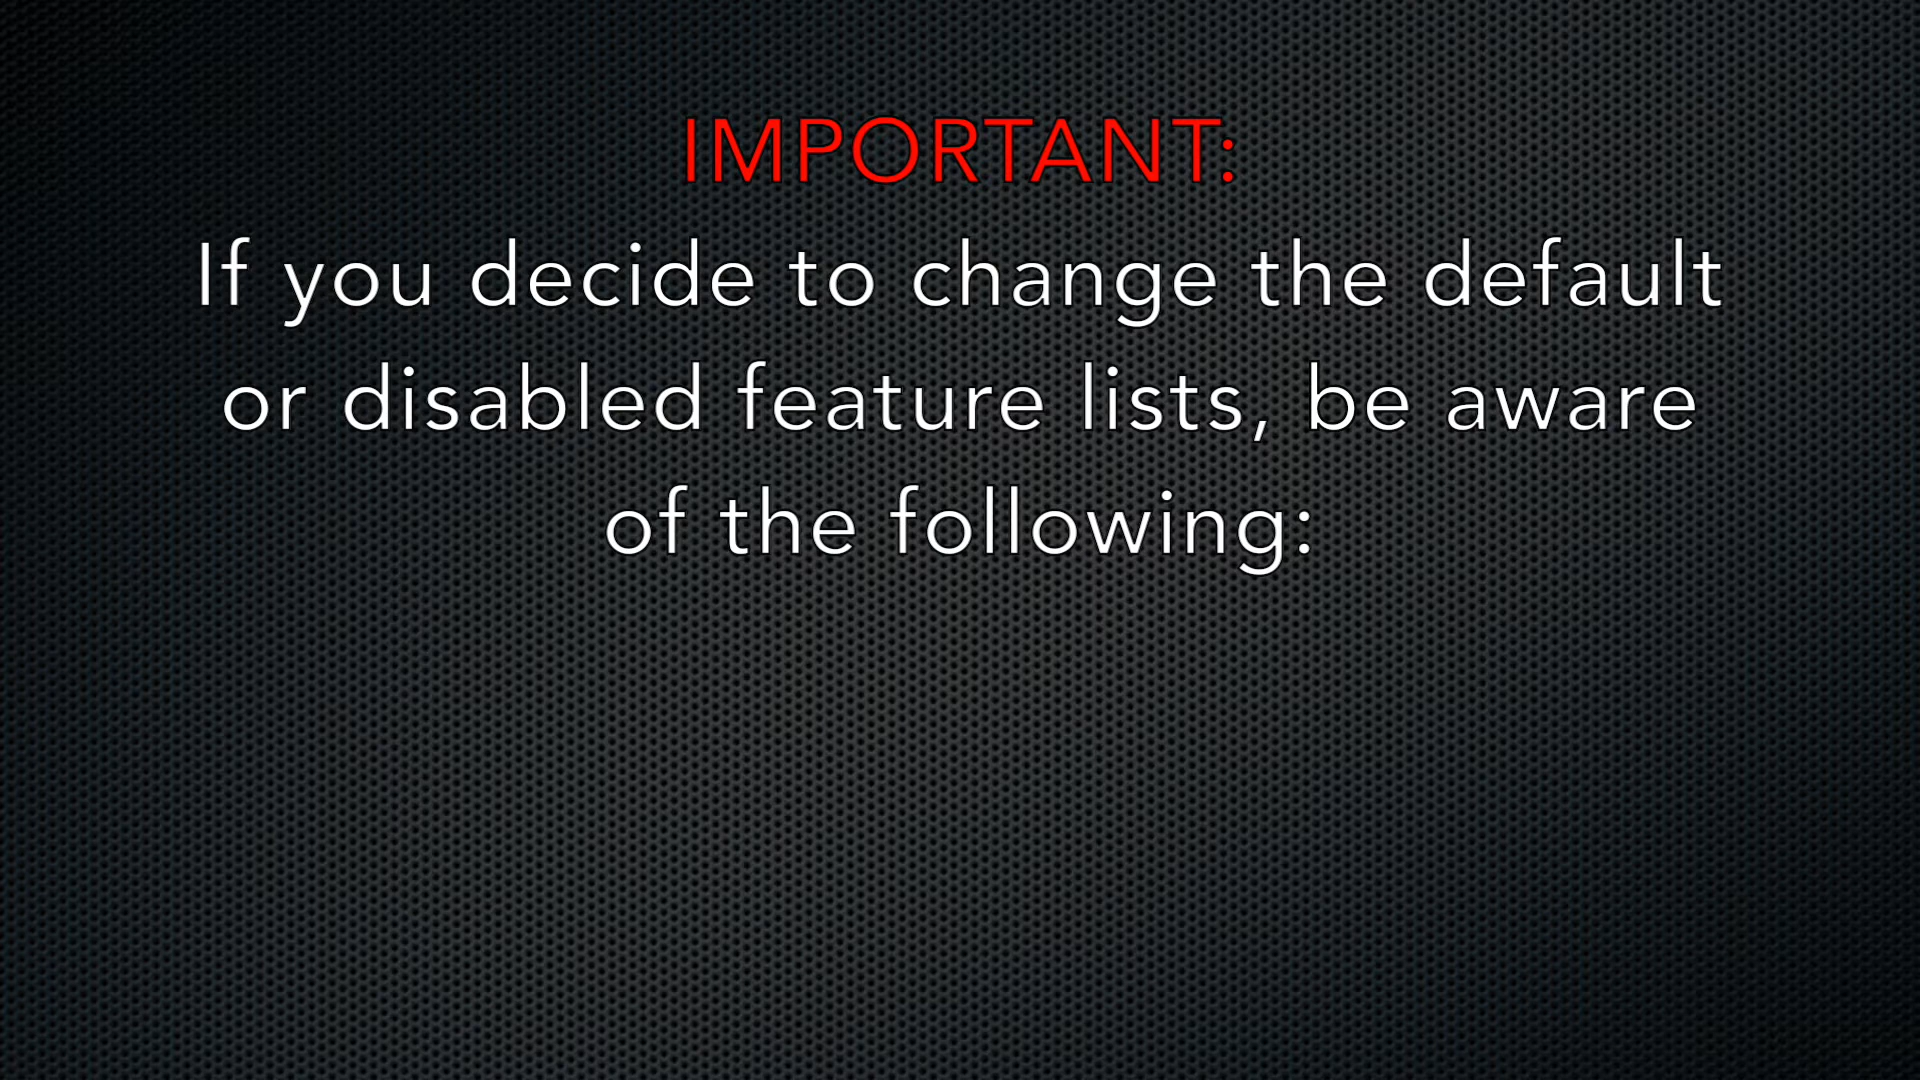 IMPORTANT:
If you decide to change the default
or disabled feature lists, be aware
of the following: